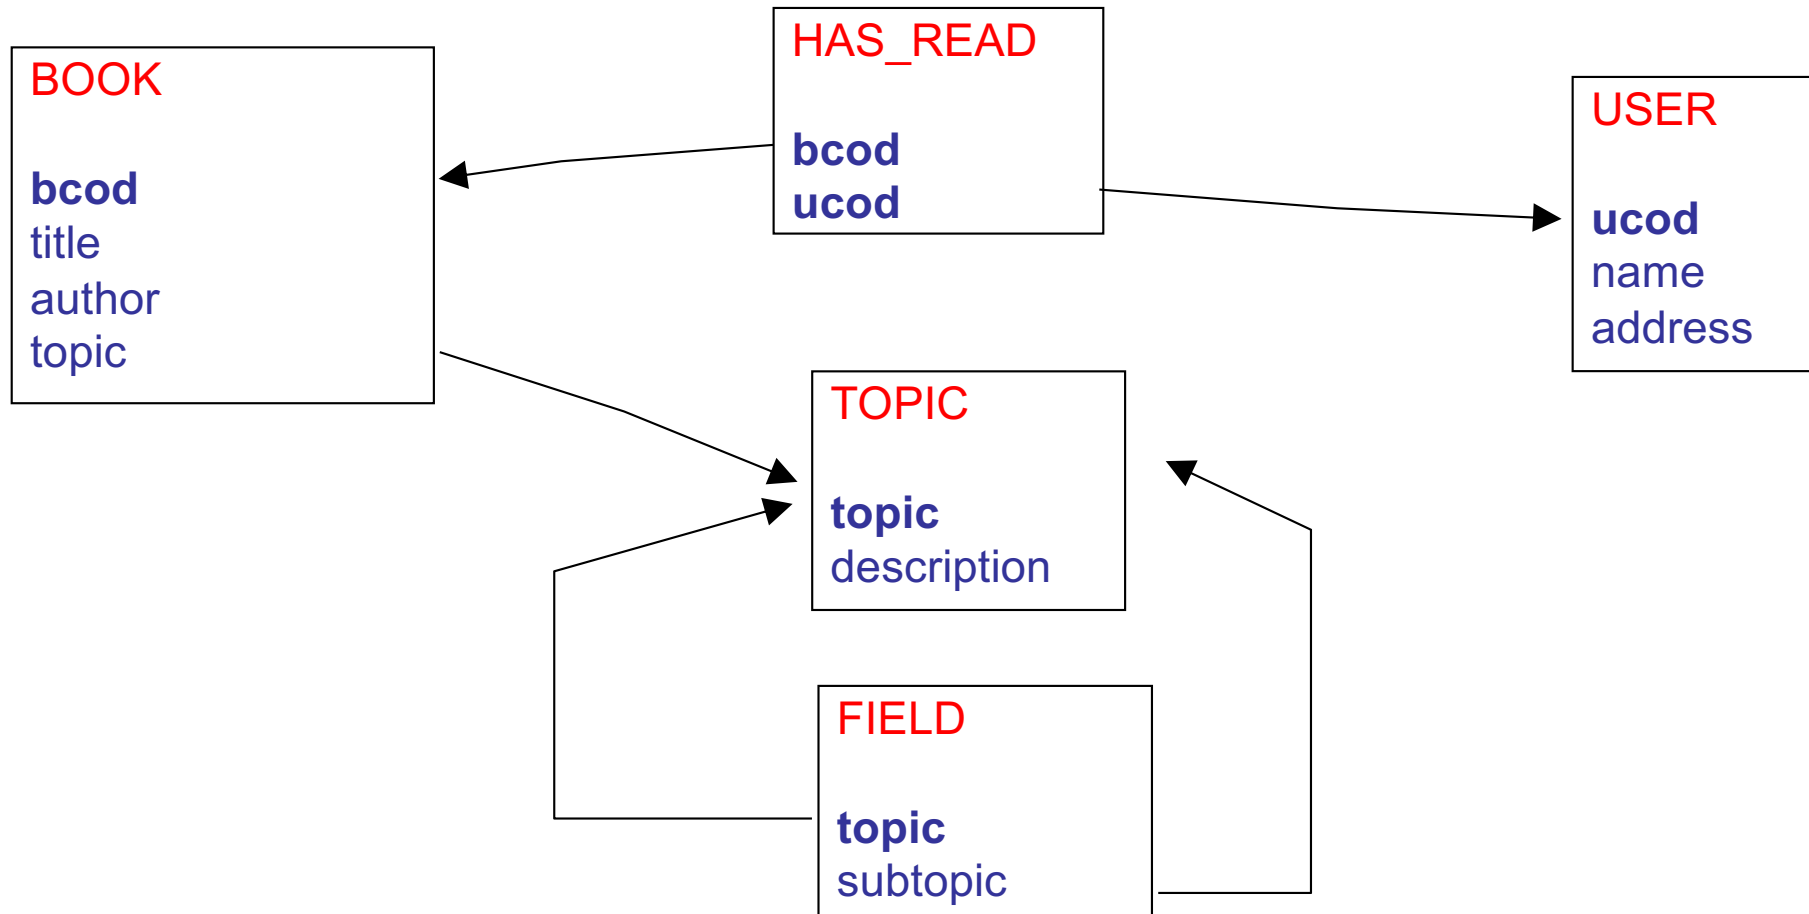 BOOK
bcod
title
author
topic
HAS_READ
bcod
ucod
USER
ucod
name
address
TOPIC
topic
description
FIELD
topic
subtopic